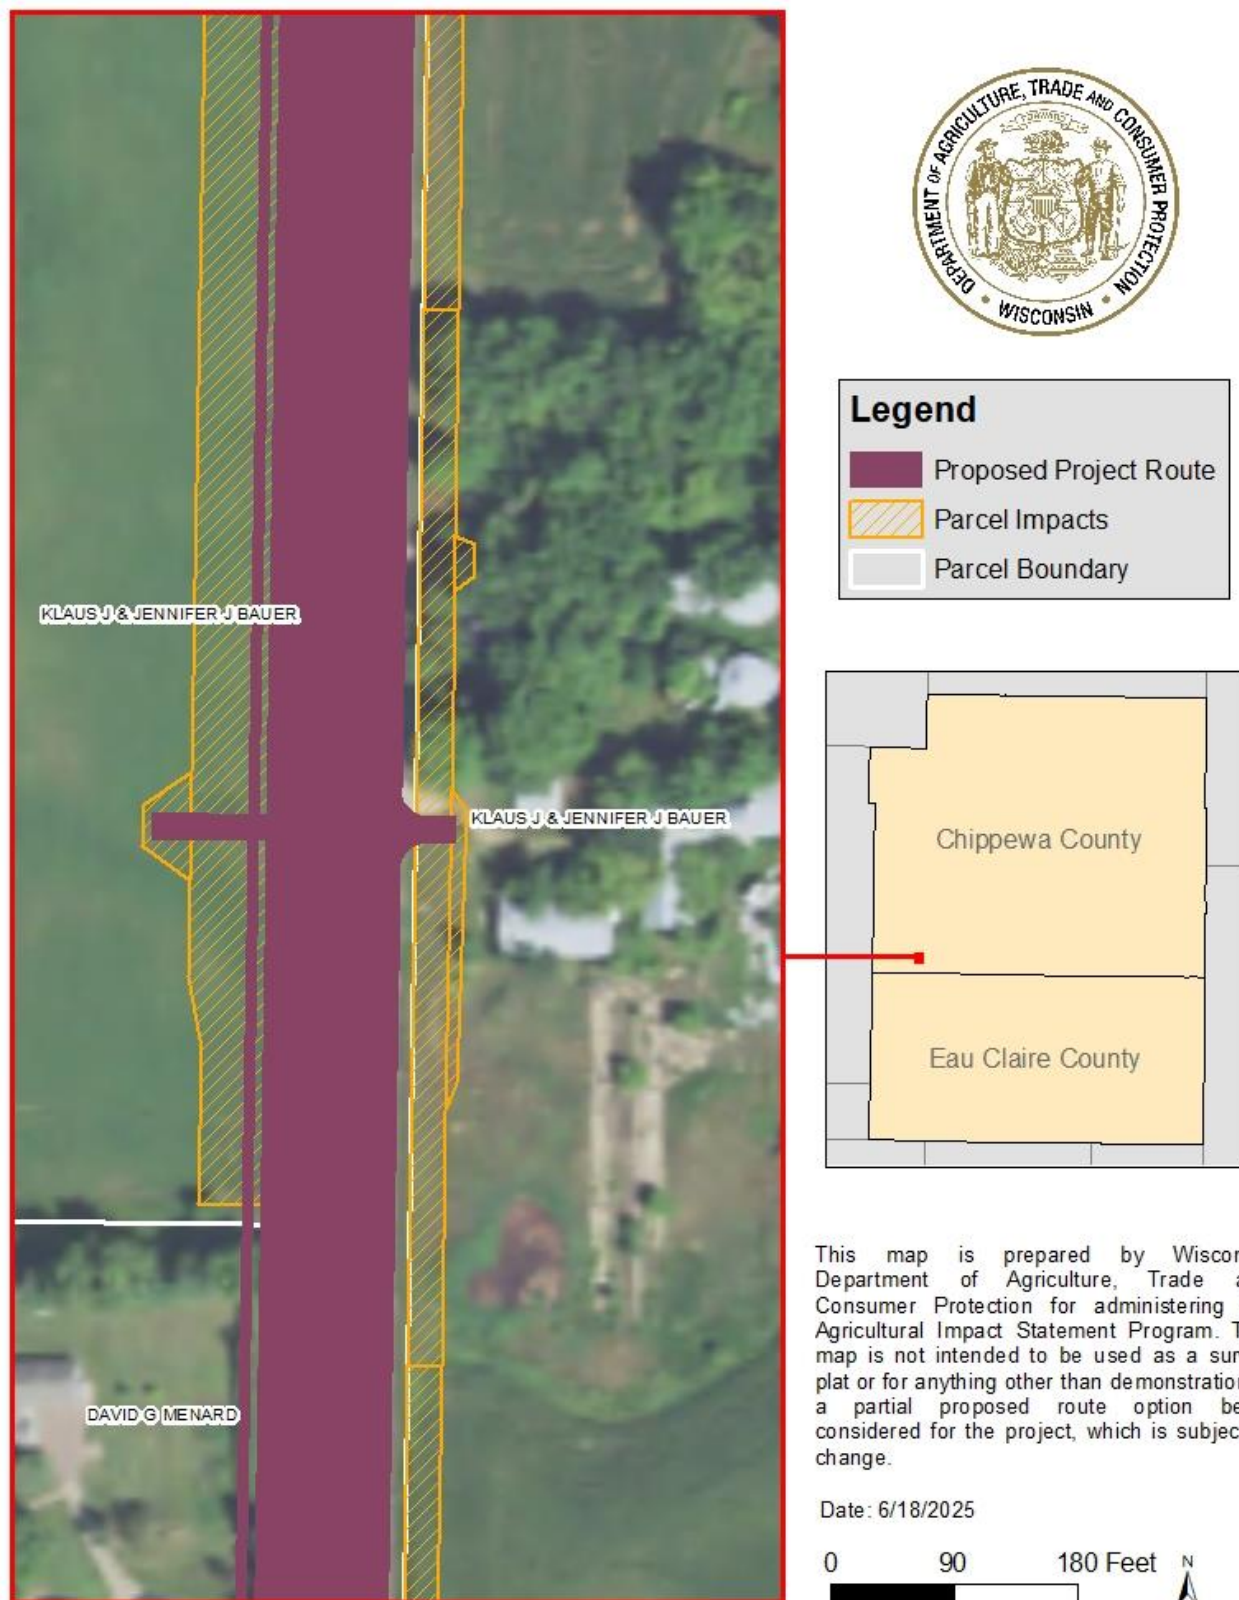 DEPARTMENT OF AGRICULTURE, TRADE AND CONSUMER PROTECTION
• WISCONSIN •
Legend
Proposed Project Route
Parcel Impacts
Parcel Boundary
KLAUS J & JENNIFER J BAUER
KLAUS J & JENNIFER J BAUER
Chippewa County
Eau Claire County
DAVID G MENARD
This map is prepared by
Department of Agriculture, Trade
Consumer Protection for administering
Agricultural Impact Statement Program.
map is not intended to be used as a
plat or for anything other than
a partial proposed route option
considered for the project, which is
change.
Date: 6/18/2025
0 90 180 Feet N